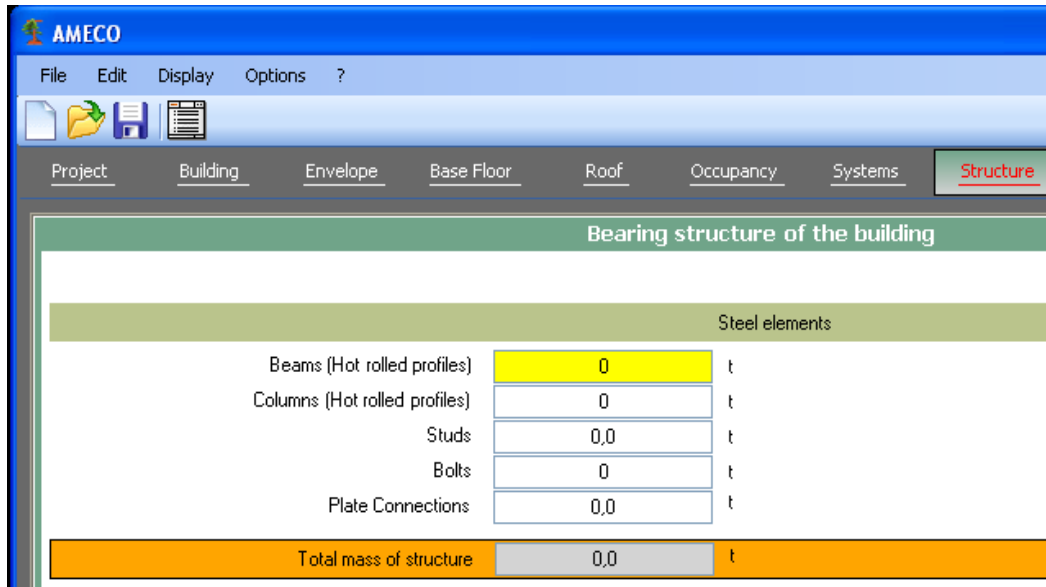 AMECO
File Edit Display Options ?
Project Building Envelope Base Floor Roof Occupancy Systems Structure
Bearing structure of the building
Steel elements
Beams (Hot rolled profiles) 0 t
Columns (Hot rolled profiles) 0 t
Studs 0,0 t
Bolts 0 t
Plate Connections 0,0 t
Total mass of structure 0,0 t